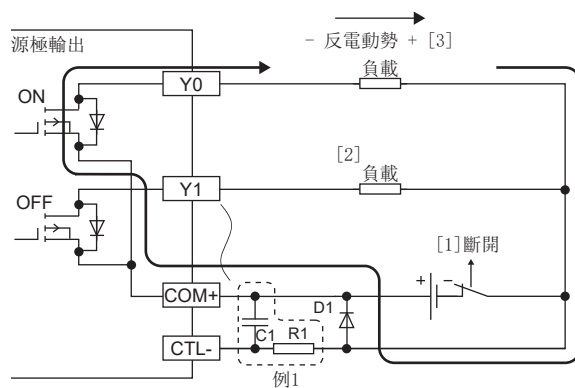 源極輸出
- 反電動勢 + [3]
負載
Y0
ON
[2]
負載
Y1
OFF
[1]斷開
+
-
COM+
D1
C1
R1
CTL-
例1